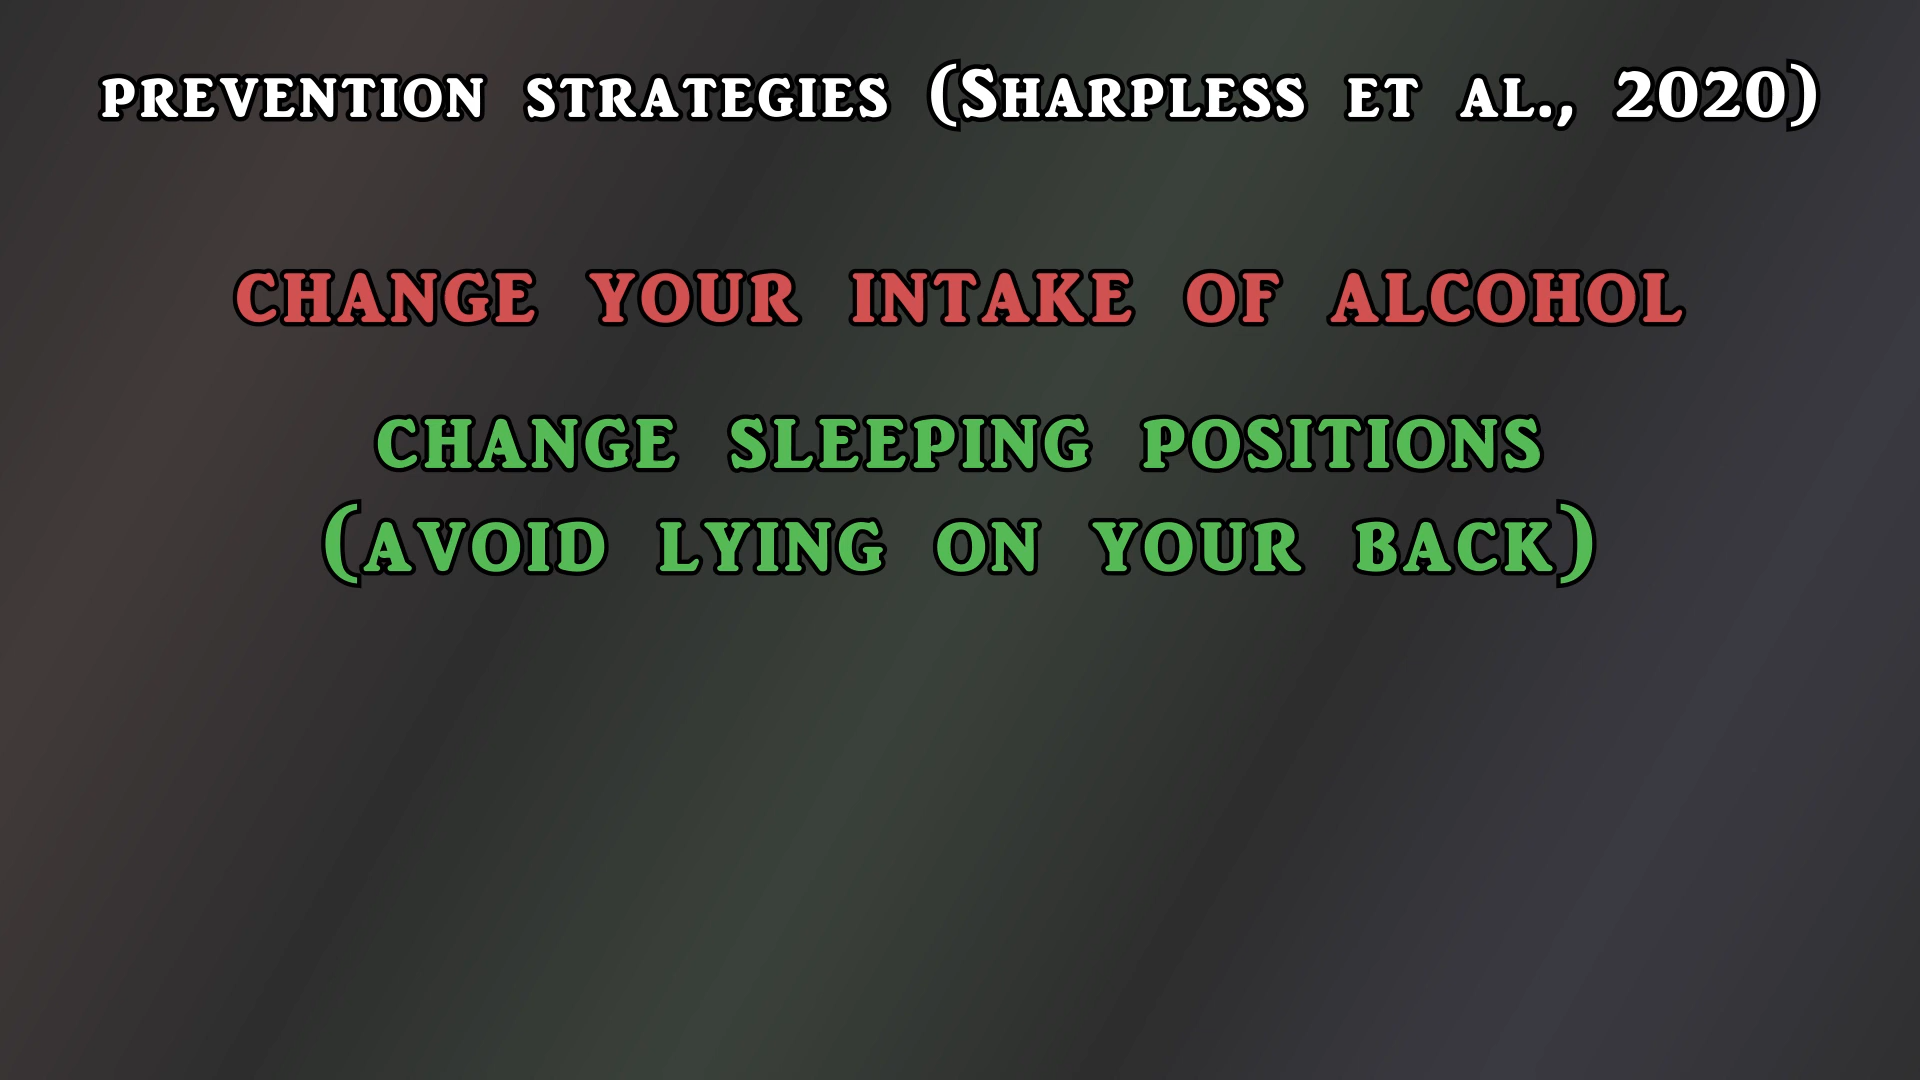 prevention strategies (Sharpless et al., 2020)
change your intake of alcohol
change sleeping positions
(avoid lying on your back)